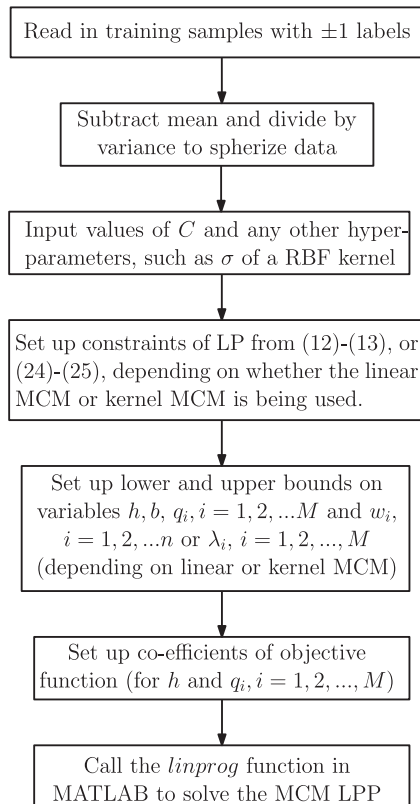 Read in training samples with ±1 labels
Subtract mean and divide by
variance to spherize data
Input values of C and any other hyper-
parameters, such as σ of a RBF kernel
Set up constraints of LP from (12)-(13), or
(24)-(25), depending on whether the linear
MCM or kernel MCM is being used.
Set up lower and upper bounds on
variables h, b, q_i, i = 1, 2, ...M and w_i,
i = 1, 2, ...n or λ_i, i = 1, 2, ..., M
(depending on linear or kernel MCM)
Set up co-efficients of objective
function (for h and q_i, i = 1, 2, ..., M)
Call the linprog function in
MATLAB to solve the MCM LPP